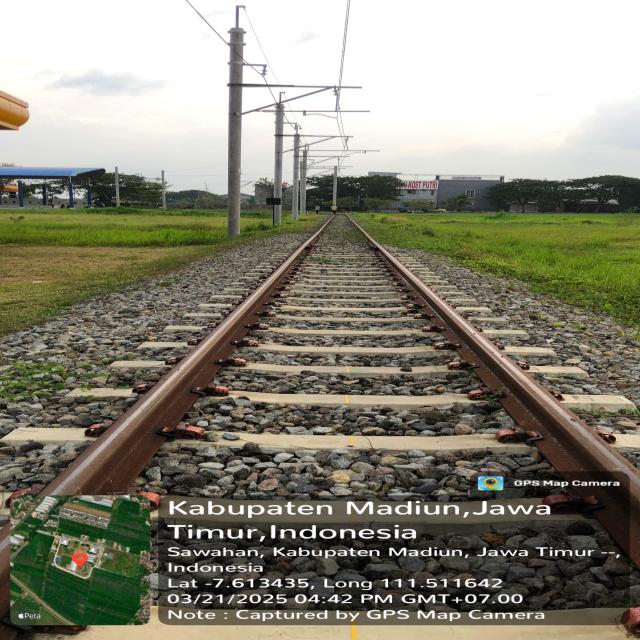 KOST PUTRI
GPS Map Camera
Kabupaten Madiun,Jawa
Timur,Indonesia
Sawahan, Kabupaten Madiun, Jawa Timur --,
Indonesia
Lat -7.613435, Long 111.511642
03/21/2025 04:42 PM GMT+07.00
Note : Captured by GPS Map Camera
Peta